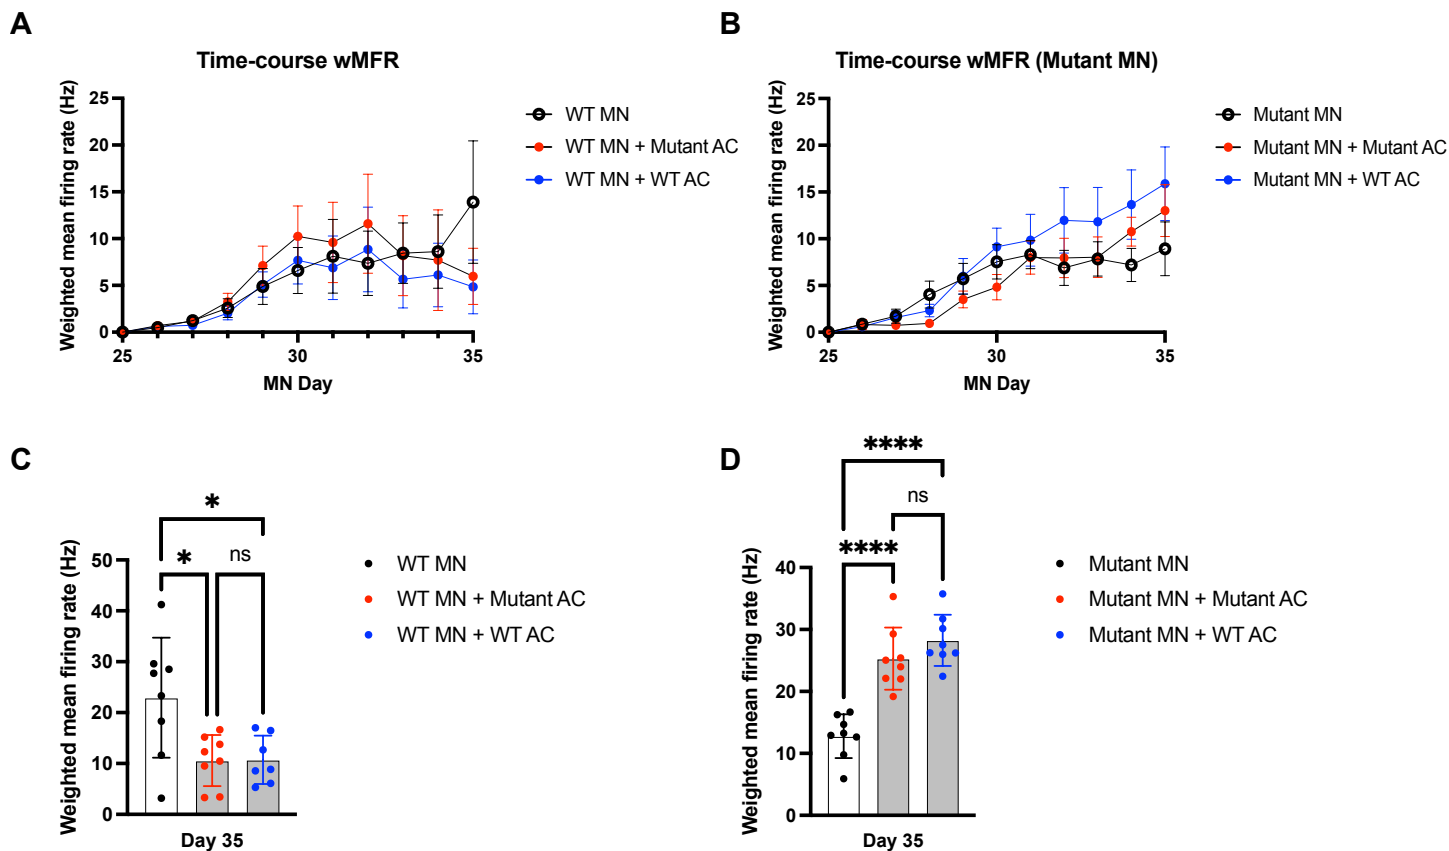 A
Time-course wMFR
Weighted mean firing rate (Hz)
25
20
15
10
5
0
25
30
35
MN Day
WT MN
WT MN + Mutant AC
WT MN + WT AC
B
Time-course wMFR (Mutant MN)
Weighted mean firing rate (Hz)
25
20
15
10
5
0
25
30
35
MN Day
Mutant MN
Mutant MN + Mutant AC
Mutant MN + WT AC
C
*
*
ns
Weighted mean firing rate (Hz)
50
40
30
20
10
0
Day 35
WT MN
WT MN + Mutant AC
WT MN + WT AC
D
****
ns
****
Weighted mean firing rate (Hz)
40
30
20
10
0
Day 35
Mutant MN
Mutant MN + Mutant AC
Mutant MN + WT AC